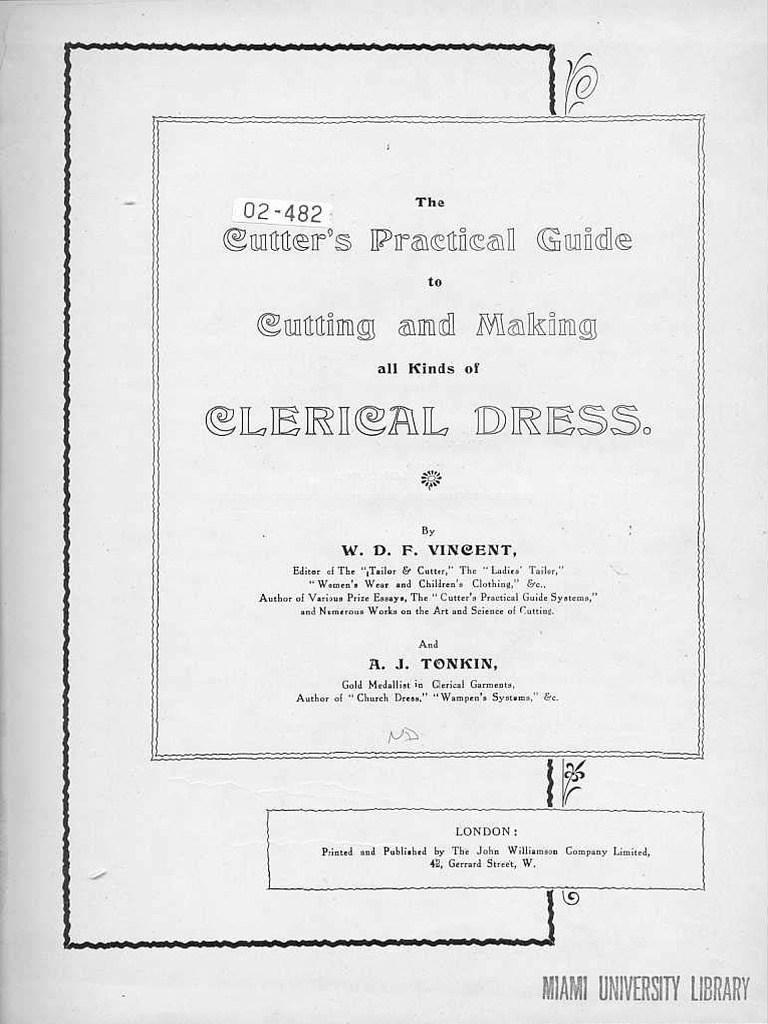 The
02-482
Cutter's Practical Guide
to
Cutting and Making
all Kinds of
CLERICAL DRESS.
By
W. D. F. VINCENT,
Editor of The "Tailor & Cutter," The "Ladies' Tailor,"
"Women's Wear and Children's Clothing," &c.,
Author of Various Prize Essays, The "Cutter's Practical Guide Systems,"
and Numerous Works on the Art and Science of Cutting.
And
A. J. TONKIN,
Gold Medallist in Clerical Garments,
Author of "Church Dress," "Wampen's Systems," &c.
ND
LONDON:
Printed and Published by The John Williamson Company Limited,
Gerrard Street, W.
MIAMI UNIVERSITY LIBRARY